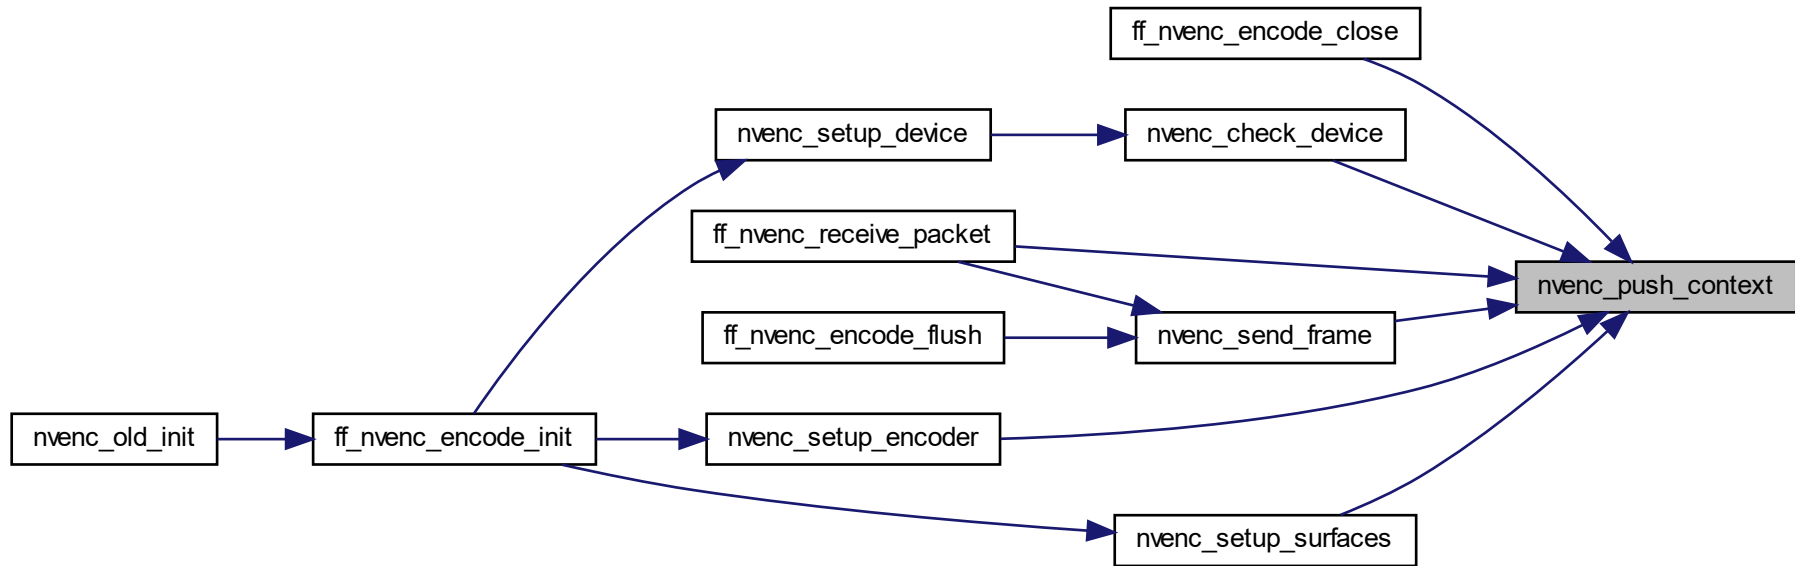 ff_nvenc_encode_close
nvenc_setup_device
nvenc_check_device
ff_nvenc_receive_packet
nvenc_push_context
ff_nvenc_encode_flush
nvenc_send_frame
nvenc_old_init
ff_nvenc_encode_init
nvenc_setup_encoder
nvenc_setup_surfaces